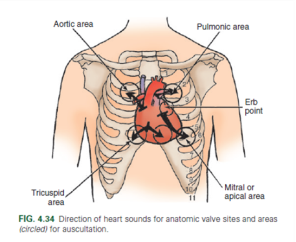 Aortic area
Pulmonic area
Erb
point
Tricuspid
area
Mitral or
apical area
FIG. 4.34 Direction of heart sounds for anatomic valve sites and areas
(circled) for auscultation.